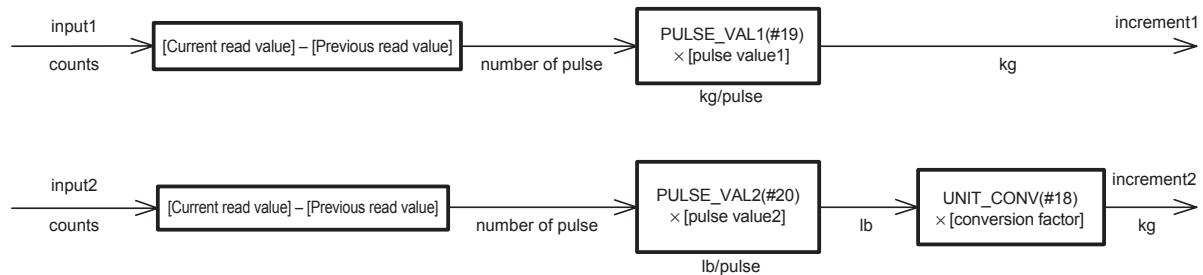 input1
counts
[Current read value] – [Previous read value]
number of pulse
PULSE_VAL1(#19)
× [pulse value1]
kg/pulse
increment1
kg
input2
counts
[Current read value] – [Previous read value]
number of pulse
PULSE_VAL2(#20)
× [pulse value2]
lb/pulse
lb
UNIT_CONV(#18)
× [conversion factor]
increment2
kg